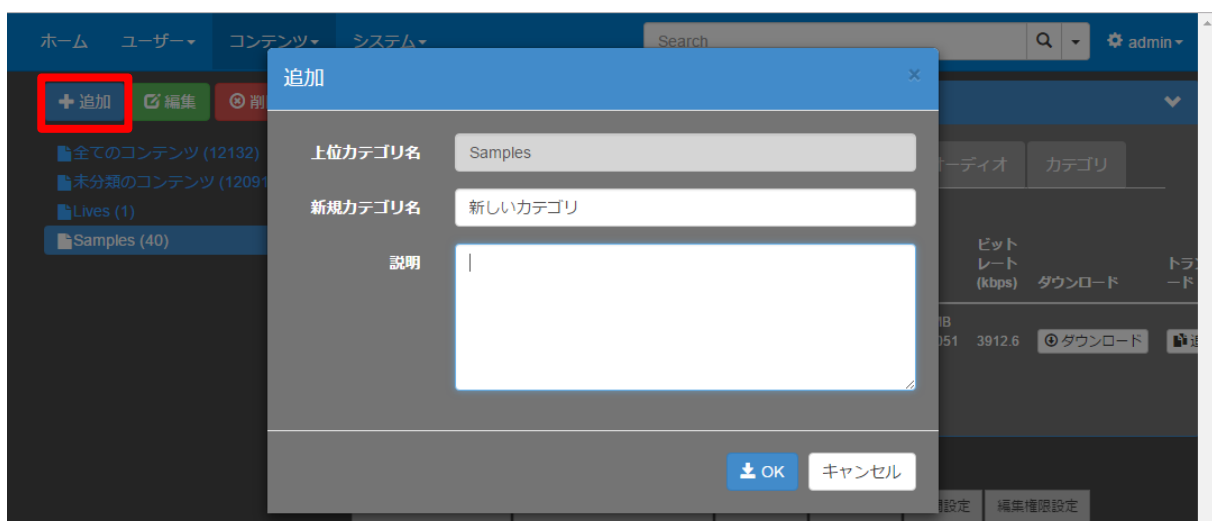 ホーム ユーザー コンテンツ システム Search admin
追加 ×
追加 編集 削
全てのコンテンツ (12132)
未分類のコンテンツ (12091
Lives (1)
Samples (40)
上位カテゴリ名 Samples
新規カテゴリ名 新しいカテゴリ
説明
OK キャンセル
ーディオ カテゴリ
ビット
レート
(kbps) ダウンロード
トラン
ード
MB
051 3912.6 ダウンロード 追
設定 編集権限設定